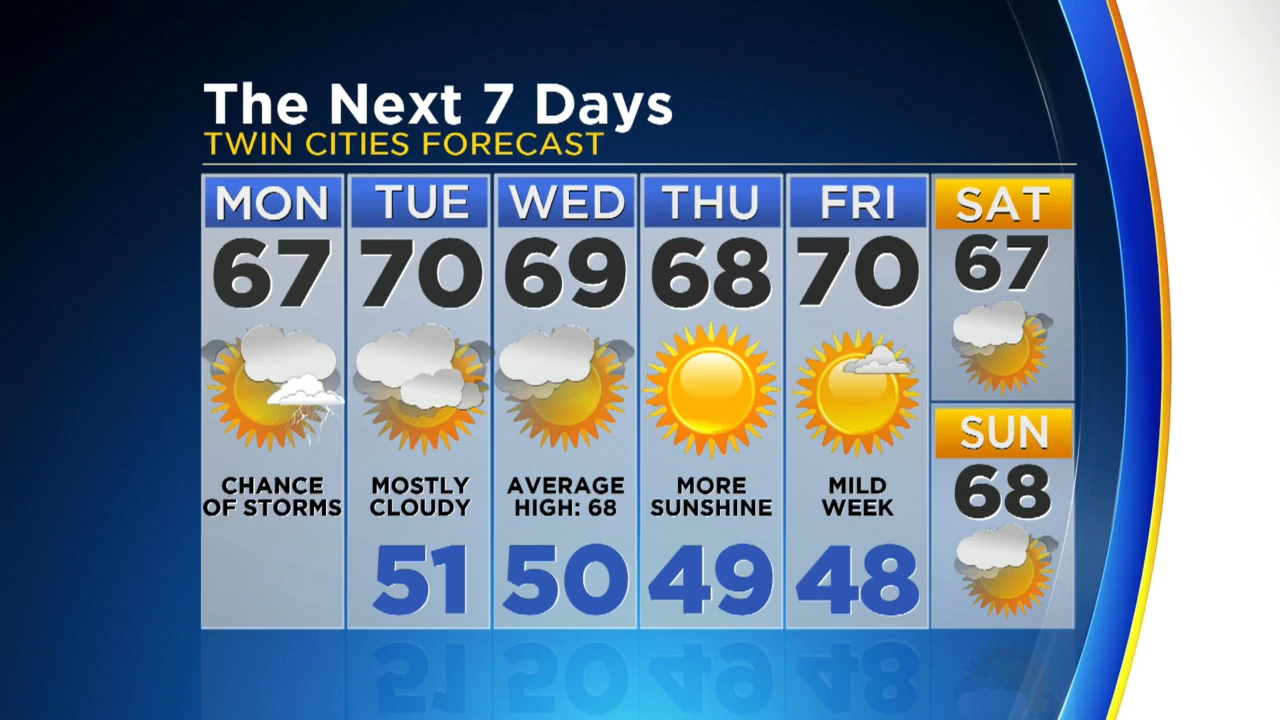 The Next 7 Days
TWIN CITIES FORECAST
MON
67
CHANCE
OF STORMS
TUE
70
MOSTLY
CLOUDY
51
WED
69
AVERAGE
HIGH: 68
50
THU
68
MORE
SUNSHINE
49
FRI
70
MILD
WEEK
48
SAT
67
SUN
68